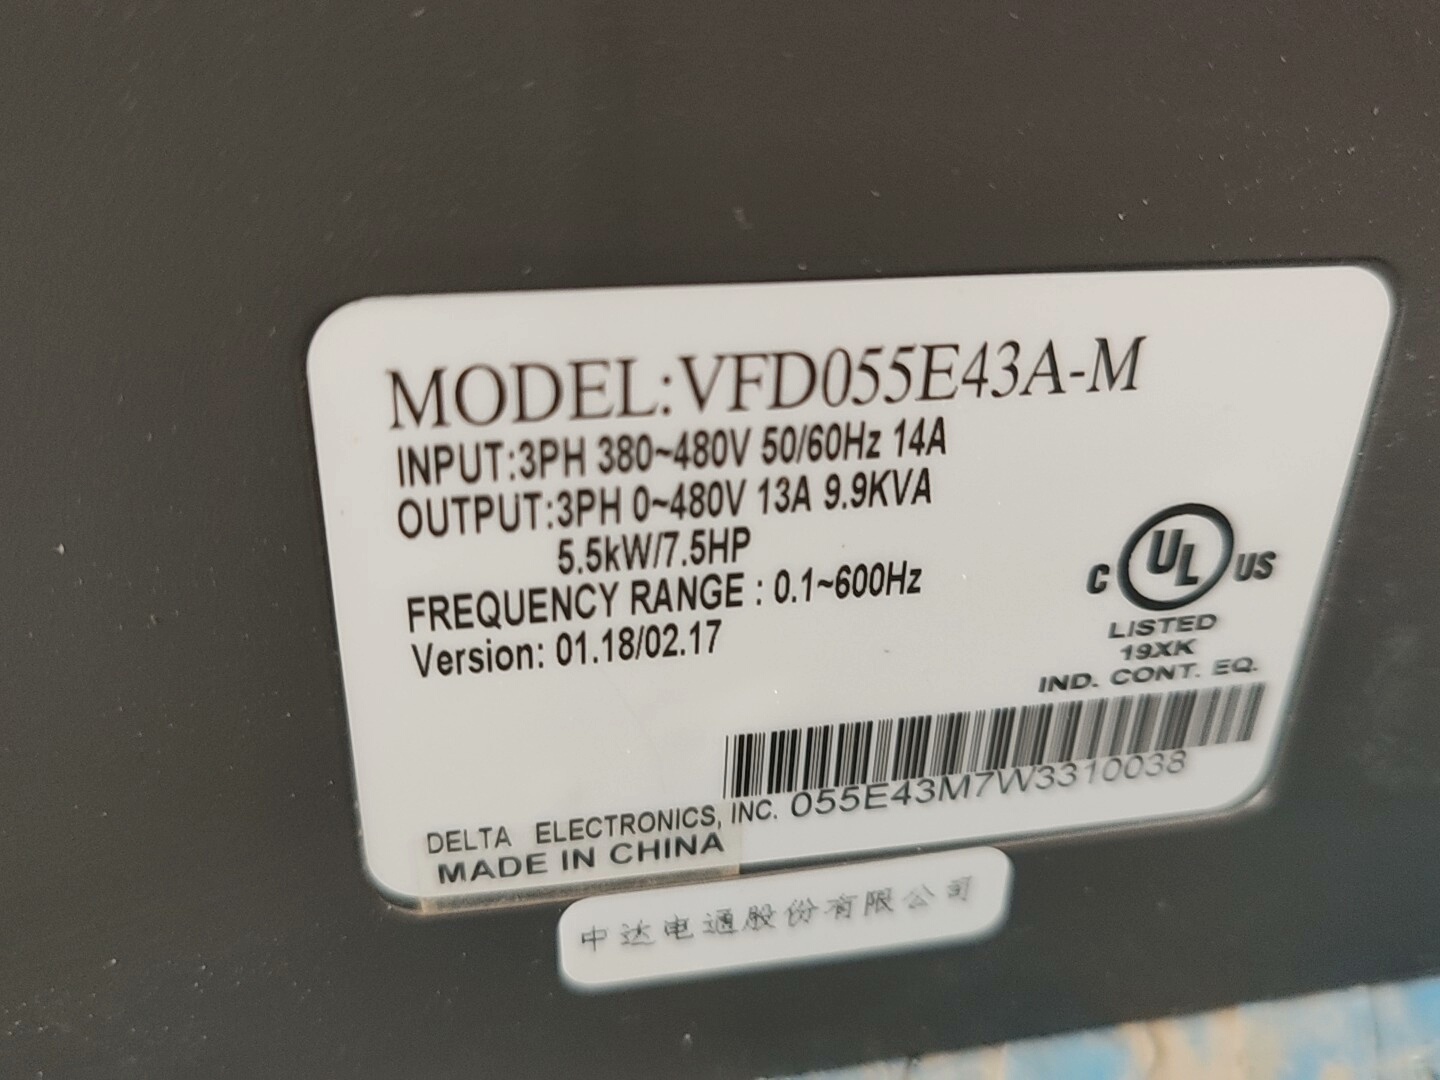 MODEL:VFD055E43A-M
INPUT:3PH 380~480V 50/60Hz 14A
OUTPUT:3PH 0~480V 13A 9.9KVA
5.5kW/7.5HP
FREQUENCY RANGE : 0.1~600Hz
Version: 01.18/02.17
C UL US
LISTED
19XK
IND. CONT. EQ.
055E43M7W3310038
DELTA ELECTRONICS, INC.
MADE IN CHINA
中达电通股份有限公司